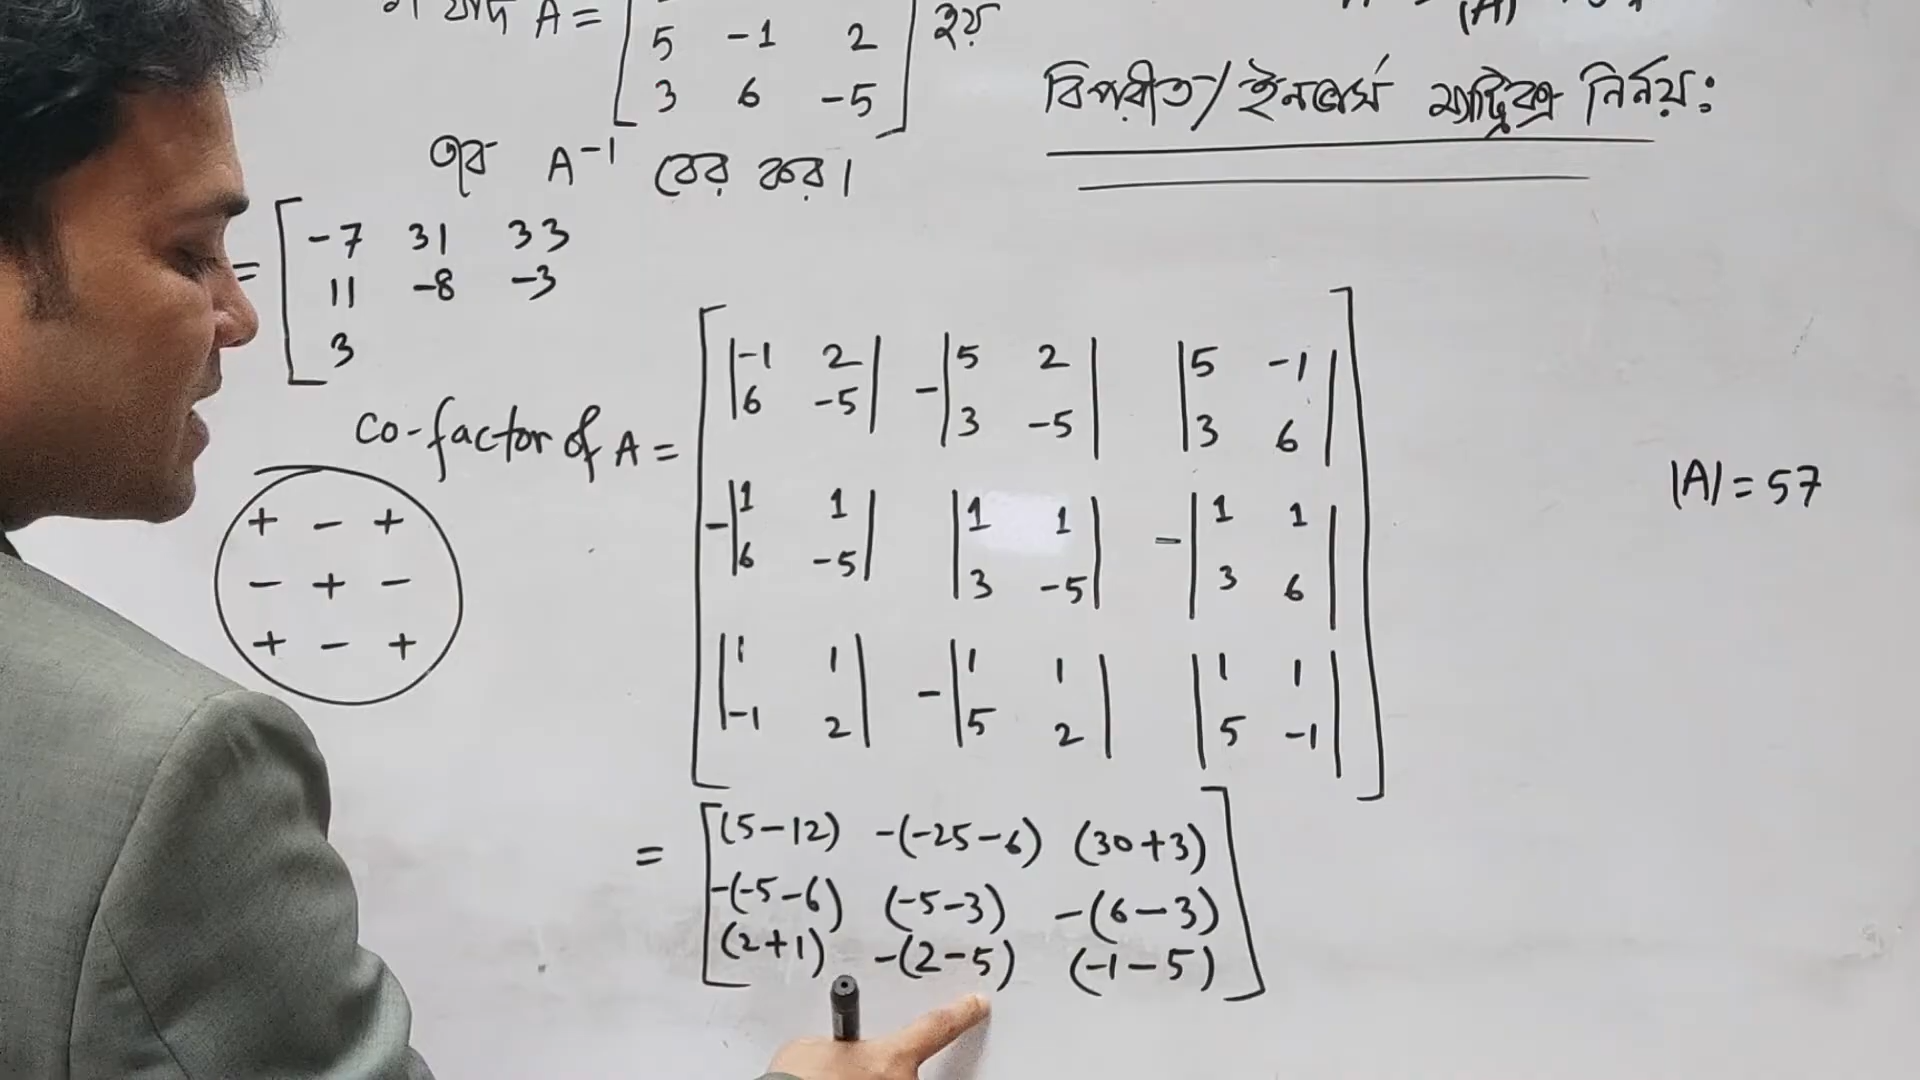 যদি A = [ 5 -1 2 হয়
3 6 -5 ]
এবং A⁻¹ বের কর।
|A|
বিপরীত/ইনভার্স ম্যাট্রিক্স নির্নয়:
= [ -7 31 33
11 -8 -3
3
Co-factor of A = [ |-1 2| -|5 2| |5 -1|
|6 -5| |3 -5| |3 6|
-|1 1| |1 1| -|1 1|
|6 -5| |3 -5| |3 6|
|1 1| -|1 1| |1 1|
|-1 2| |5 2| |5 -1| ]
+ - +
- + -
+ - +
|A| = 57
= [ (5-12) -(-25-6) (30+3)
-(-5-6) (-5-3) -(6-3)
(2+1) -(2-5) (-1-5) ]